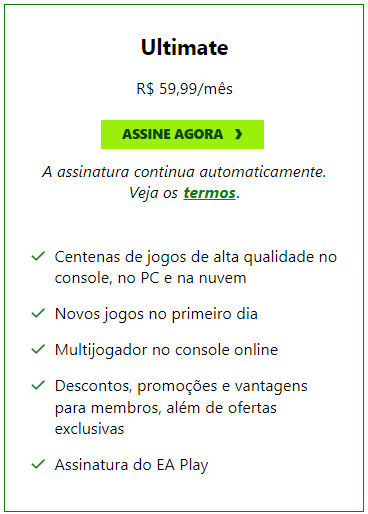 Ultimate
R$ 59,99/mês
ASSINE AGORA
A assinatura continua automaticamente.
Veja os termos.
Centenas de jogos de alta qualidade no
console, no PC e na nuvem
Novos jogos no primeiro dia
Multijogador no console online
Descontos, promoções e vantagens
para membros, além de ofertas
exclusivas
Assinatura do EA Play